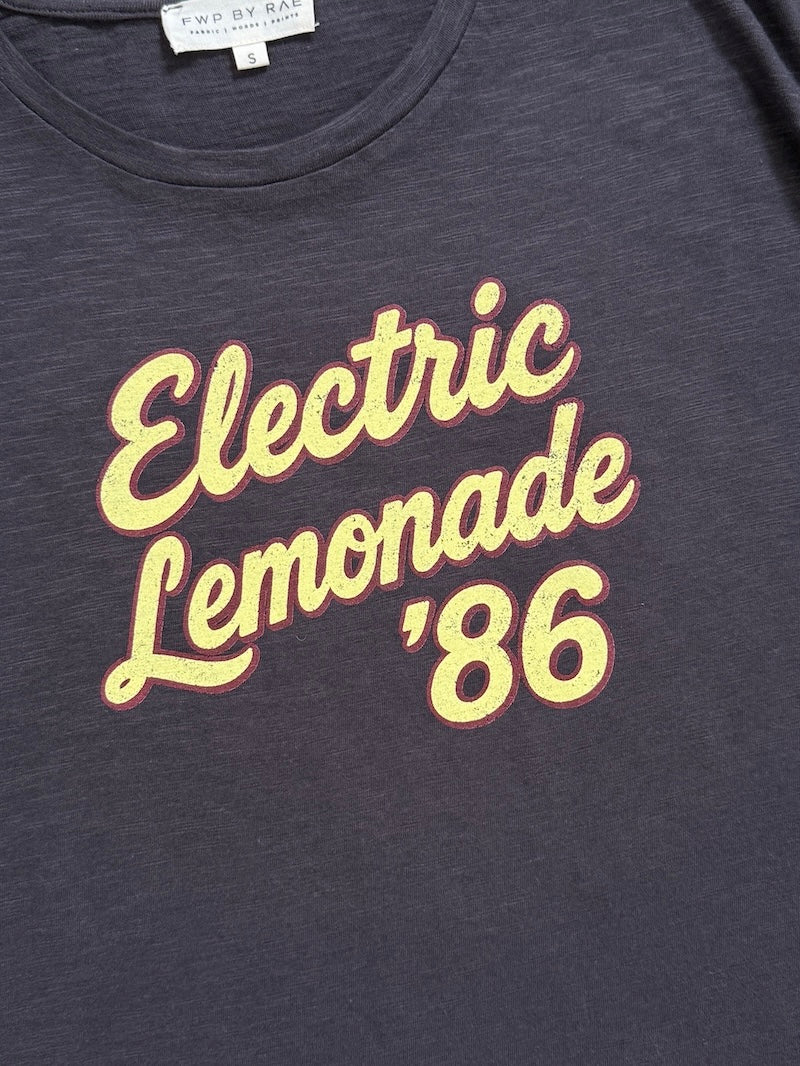 FWP BY RAE
FABRIC | WORDS | PRINTS
S
Electric
Lemonade
'86